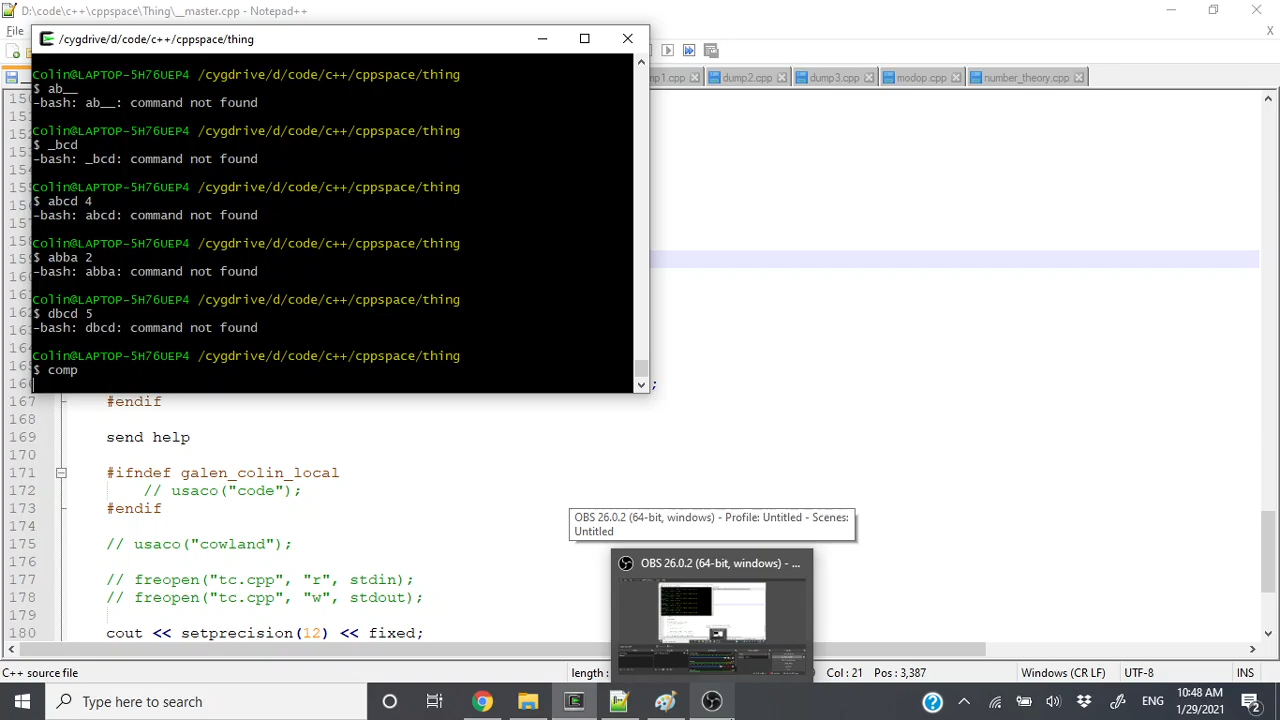 D:\code\c++\cppspace\Thing\__master.cpp - Notepad++
File
X
/cygdrive/d/code/c++/cppspace/thing
dump2.cpp
dump3.cpp
modop.cpp
number_theory.cpp
Colin@LAPTOP-5H76UEP4 /cygdrive/d/code/c++/cppspace/thing
$ ab__
-bash: ab__: command not found
Colin@LAPTOP-5H76UEP4 /cygdrive/d/code/c++/cppspace/thing
$ _bcd
-bash: _bcd: command not found
Colin@LAPTOP-5H76UEP4 /cygdrive/d/code/c++/cppspace/thing
$ abcd 4
-bash: abcd: command not found
Colin@LAPTOP-5H76UEP4 /cygdrive/d/code/c++/cppspace/thing
$ abba 2
-bash: abba: command not found
Colin@LAPTOP-5H76UEP4 /cygdrive/d/code/c++/cppspace/thing
$ dbcd 5
-bash: dbcd: command not found
Colin@LAPTOP-5H76UEP4 /cygdrive/d/code/c++/cppspace/thing
$ comp
;
167 #endif
168
169 send help
170
171 #ifndef galen_colin_local
172 // usaco("code");
173 #endif
174
175 // usaco("cowland");
176
177 // freopen("tc.cpp", "r", stdin);
178 // freopen("tc.cpp", "w", stdout);
179
180 cout << setprecision(12) << fixed;
OBS 26.0.2 (64-bit, windows) - Profile: Untitled - Scenes:
Untitled
OBS 26.0.2 (64-bit, windows) - ...
C++ source file
length :
Col : 27
Pos : 3,387
Windows (CR LF)
UTF-8
INS
Type here to search
ENG
10:48 AM
1/29/2021
2